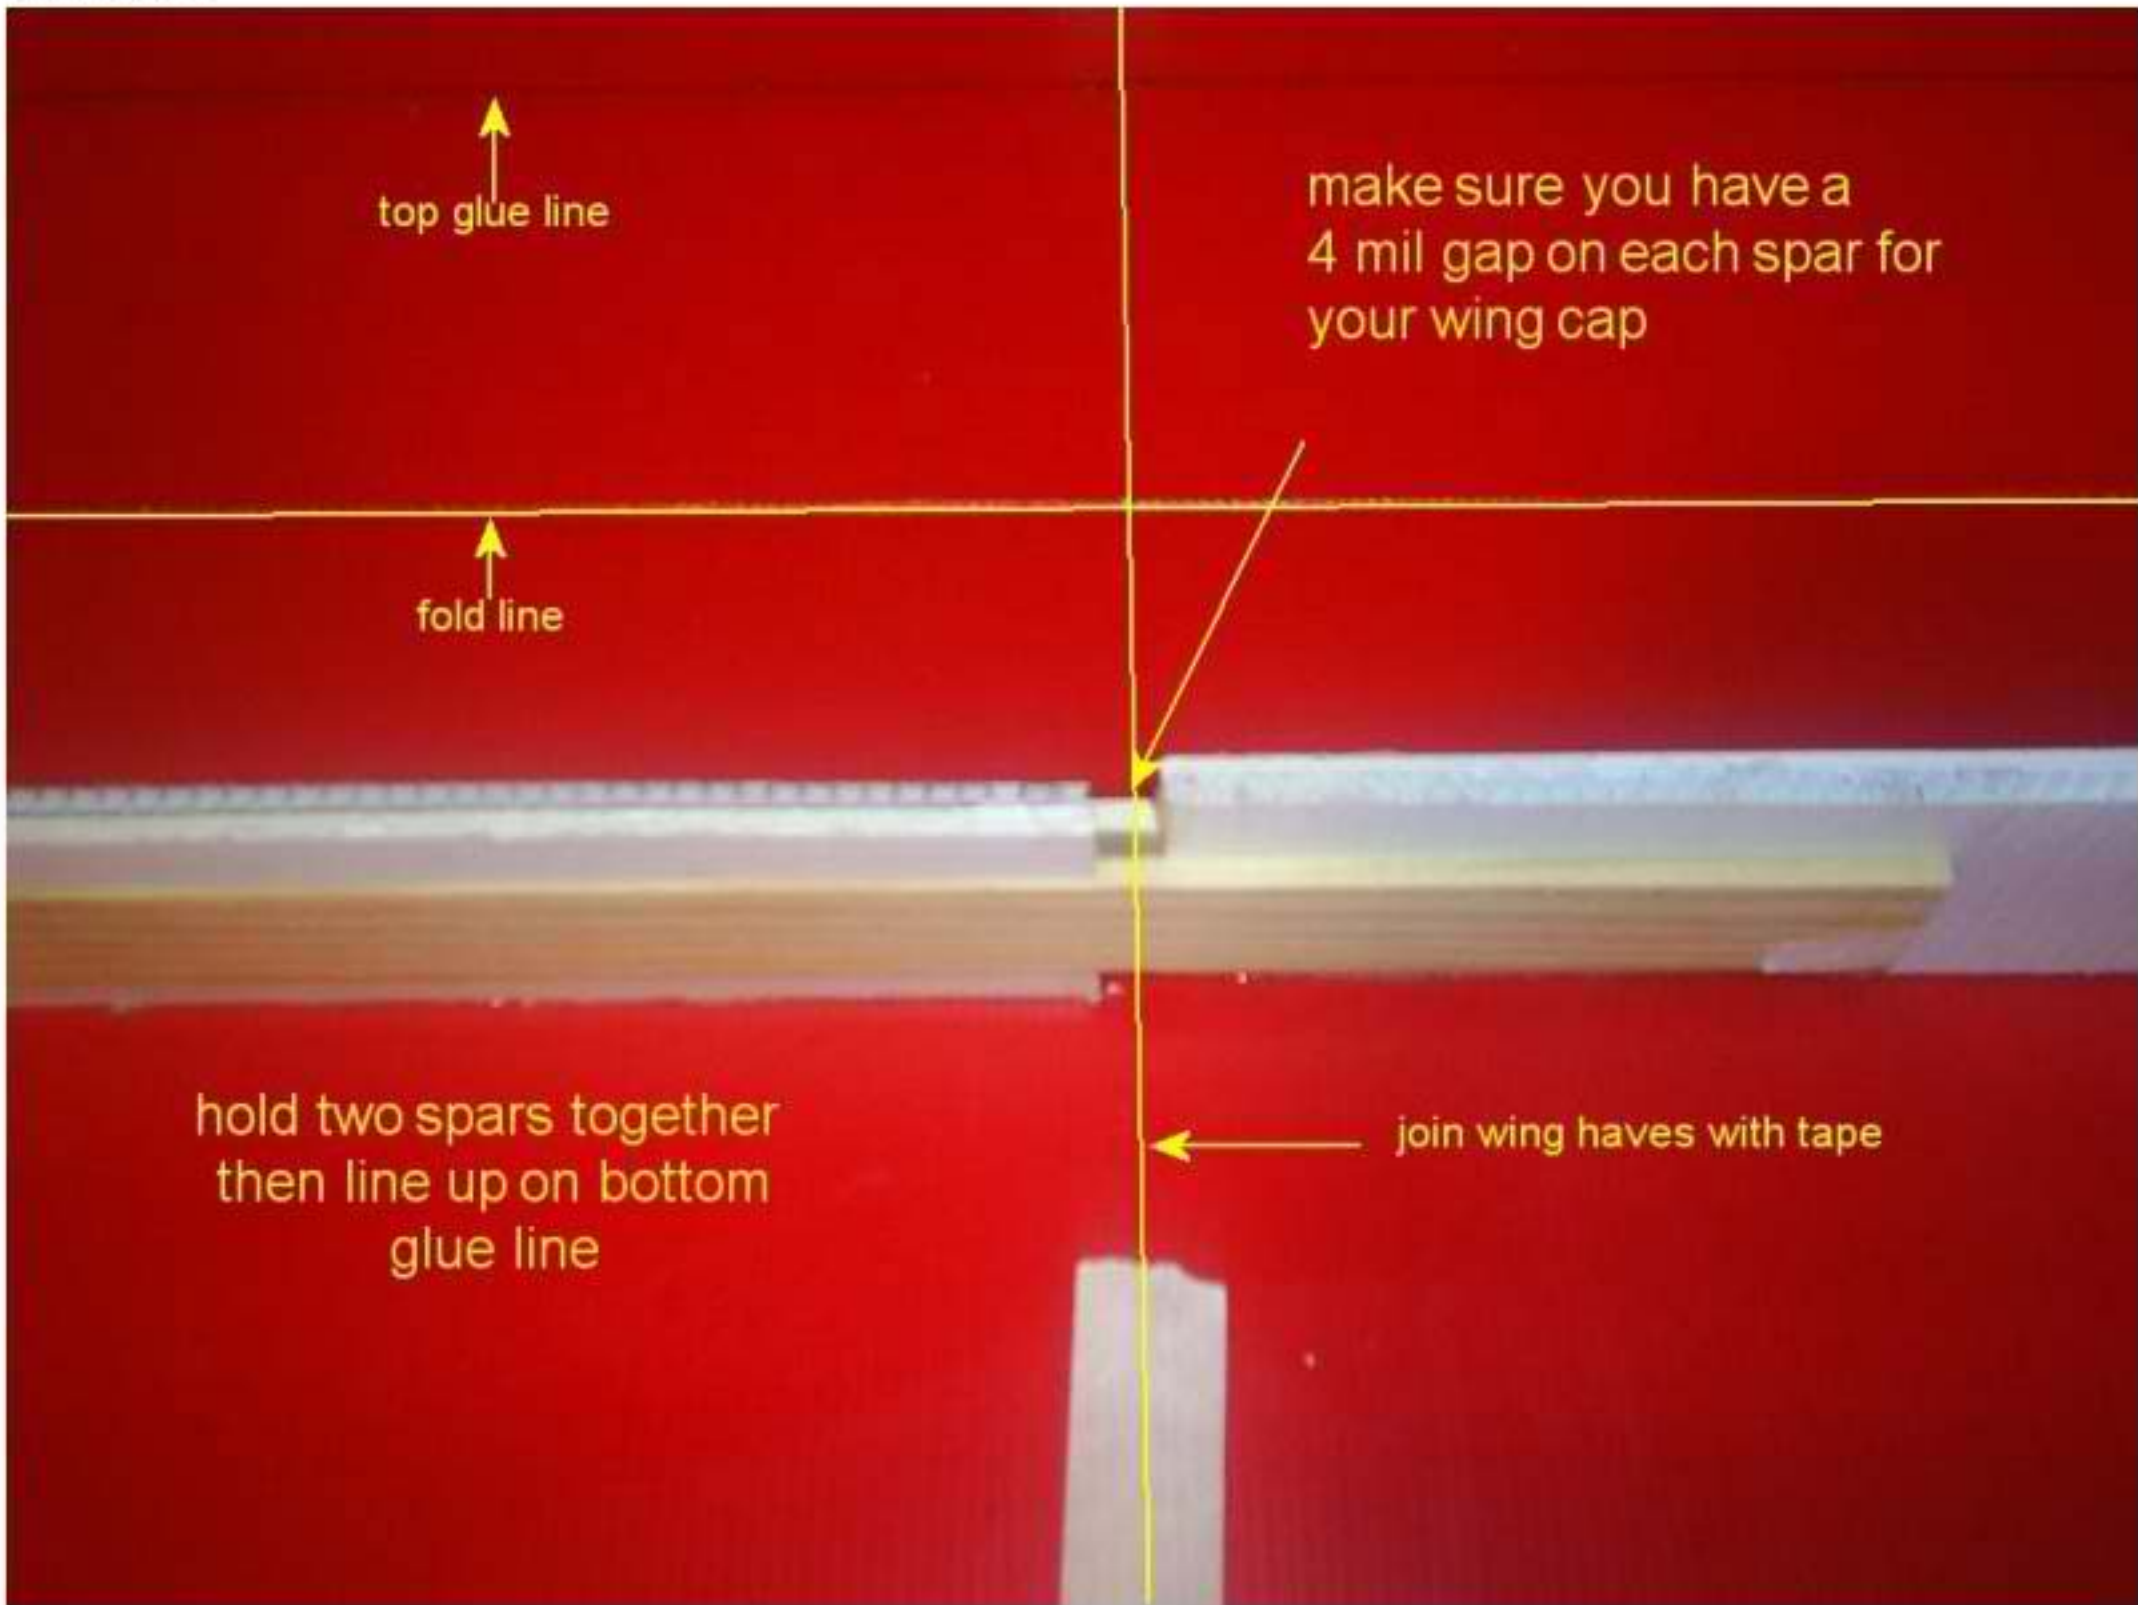 top glue line
make sure you have a
4 mil gap on each spar for
your wing cap
fold line
hold two spars together
then line up on bottom
glue line
join wing haves with tape